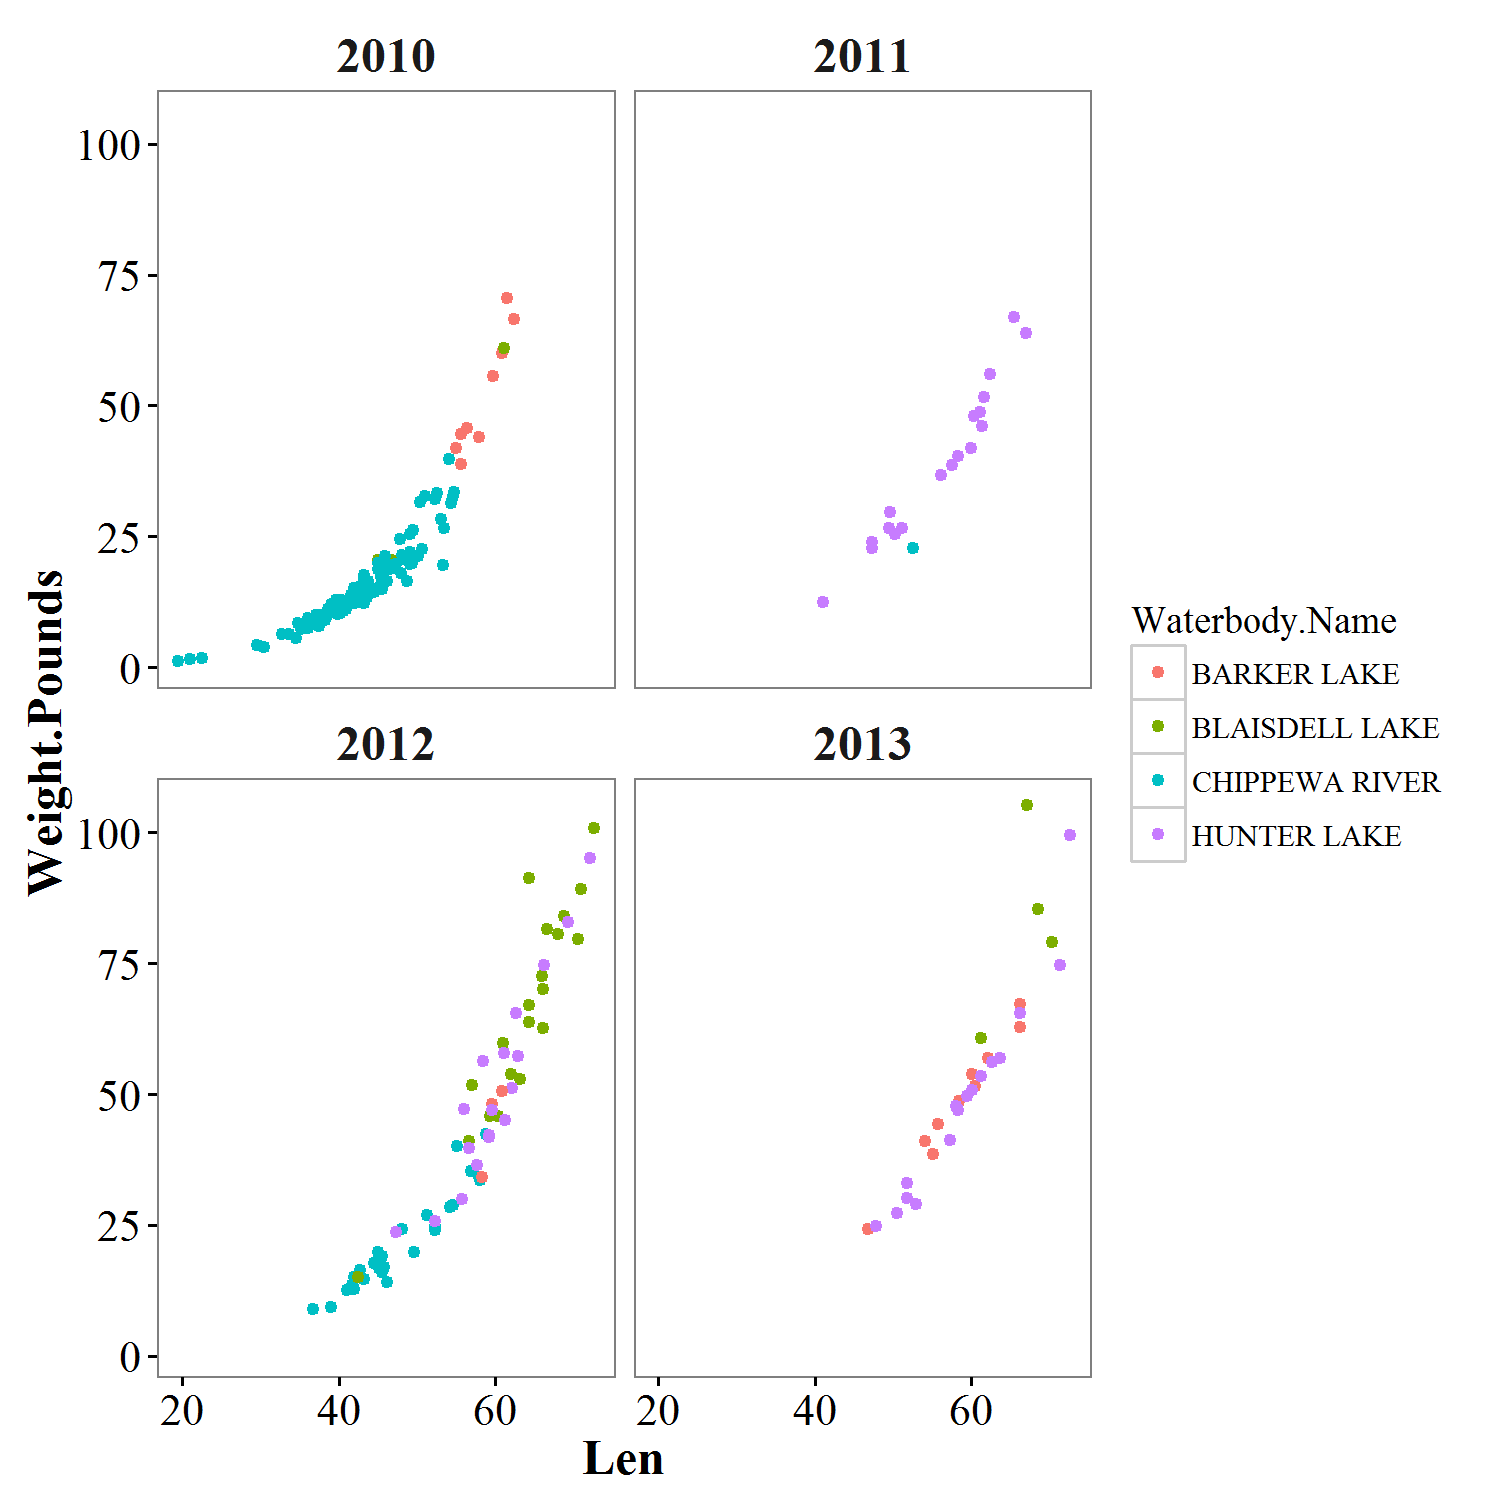 2010
2011
100
75
50
25
0
Weight.Pounds
Waterbody.Name
BARKER LAKE
BLAISDELL LAKE
CHIPPEWA RIVER
HUNTER LAKE
2012
2013
100
75
50
25
0
20 40 60
20 40 60
Len